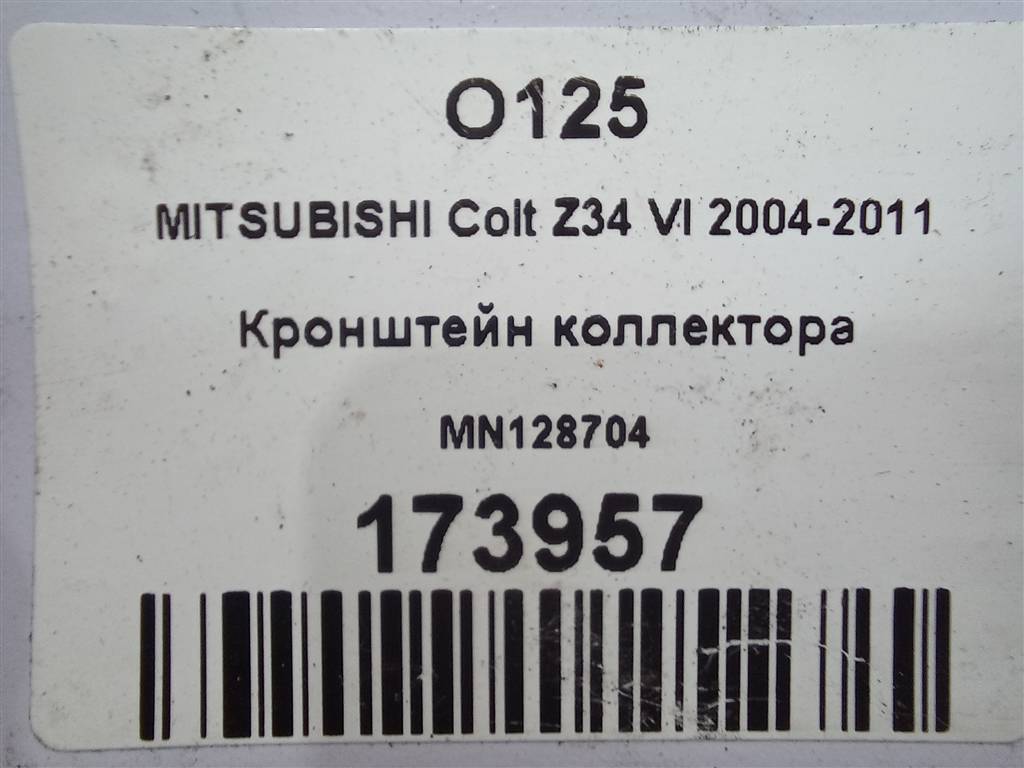 O125
MITSUBISHI Colt Z34 VI 2004-2011
Кронштейн коллектора
MN128704
173957